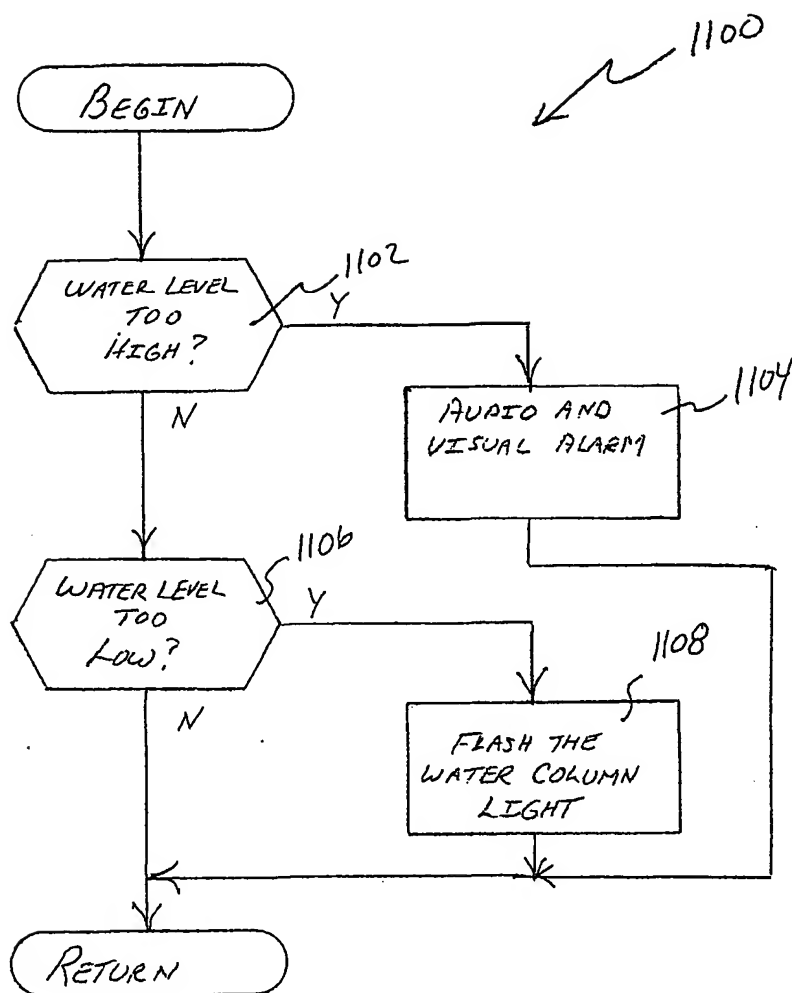 1100
BEGIN
1102
WATER LEVEL
TOO
HIGH?
Y
N
1104
AUDIO AND
VISUAL ALARM
1106
WATER LEVEL
TOO
LOW?
Y
N
1108
FLASH THE
WATER COLUMN
LIGHT
RETURN